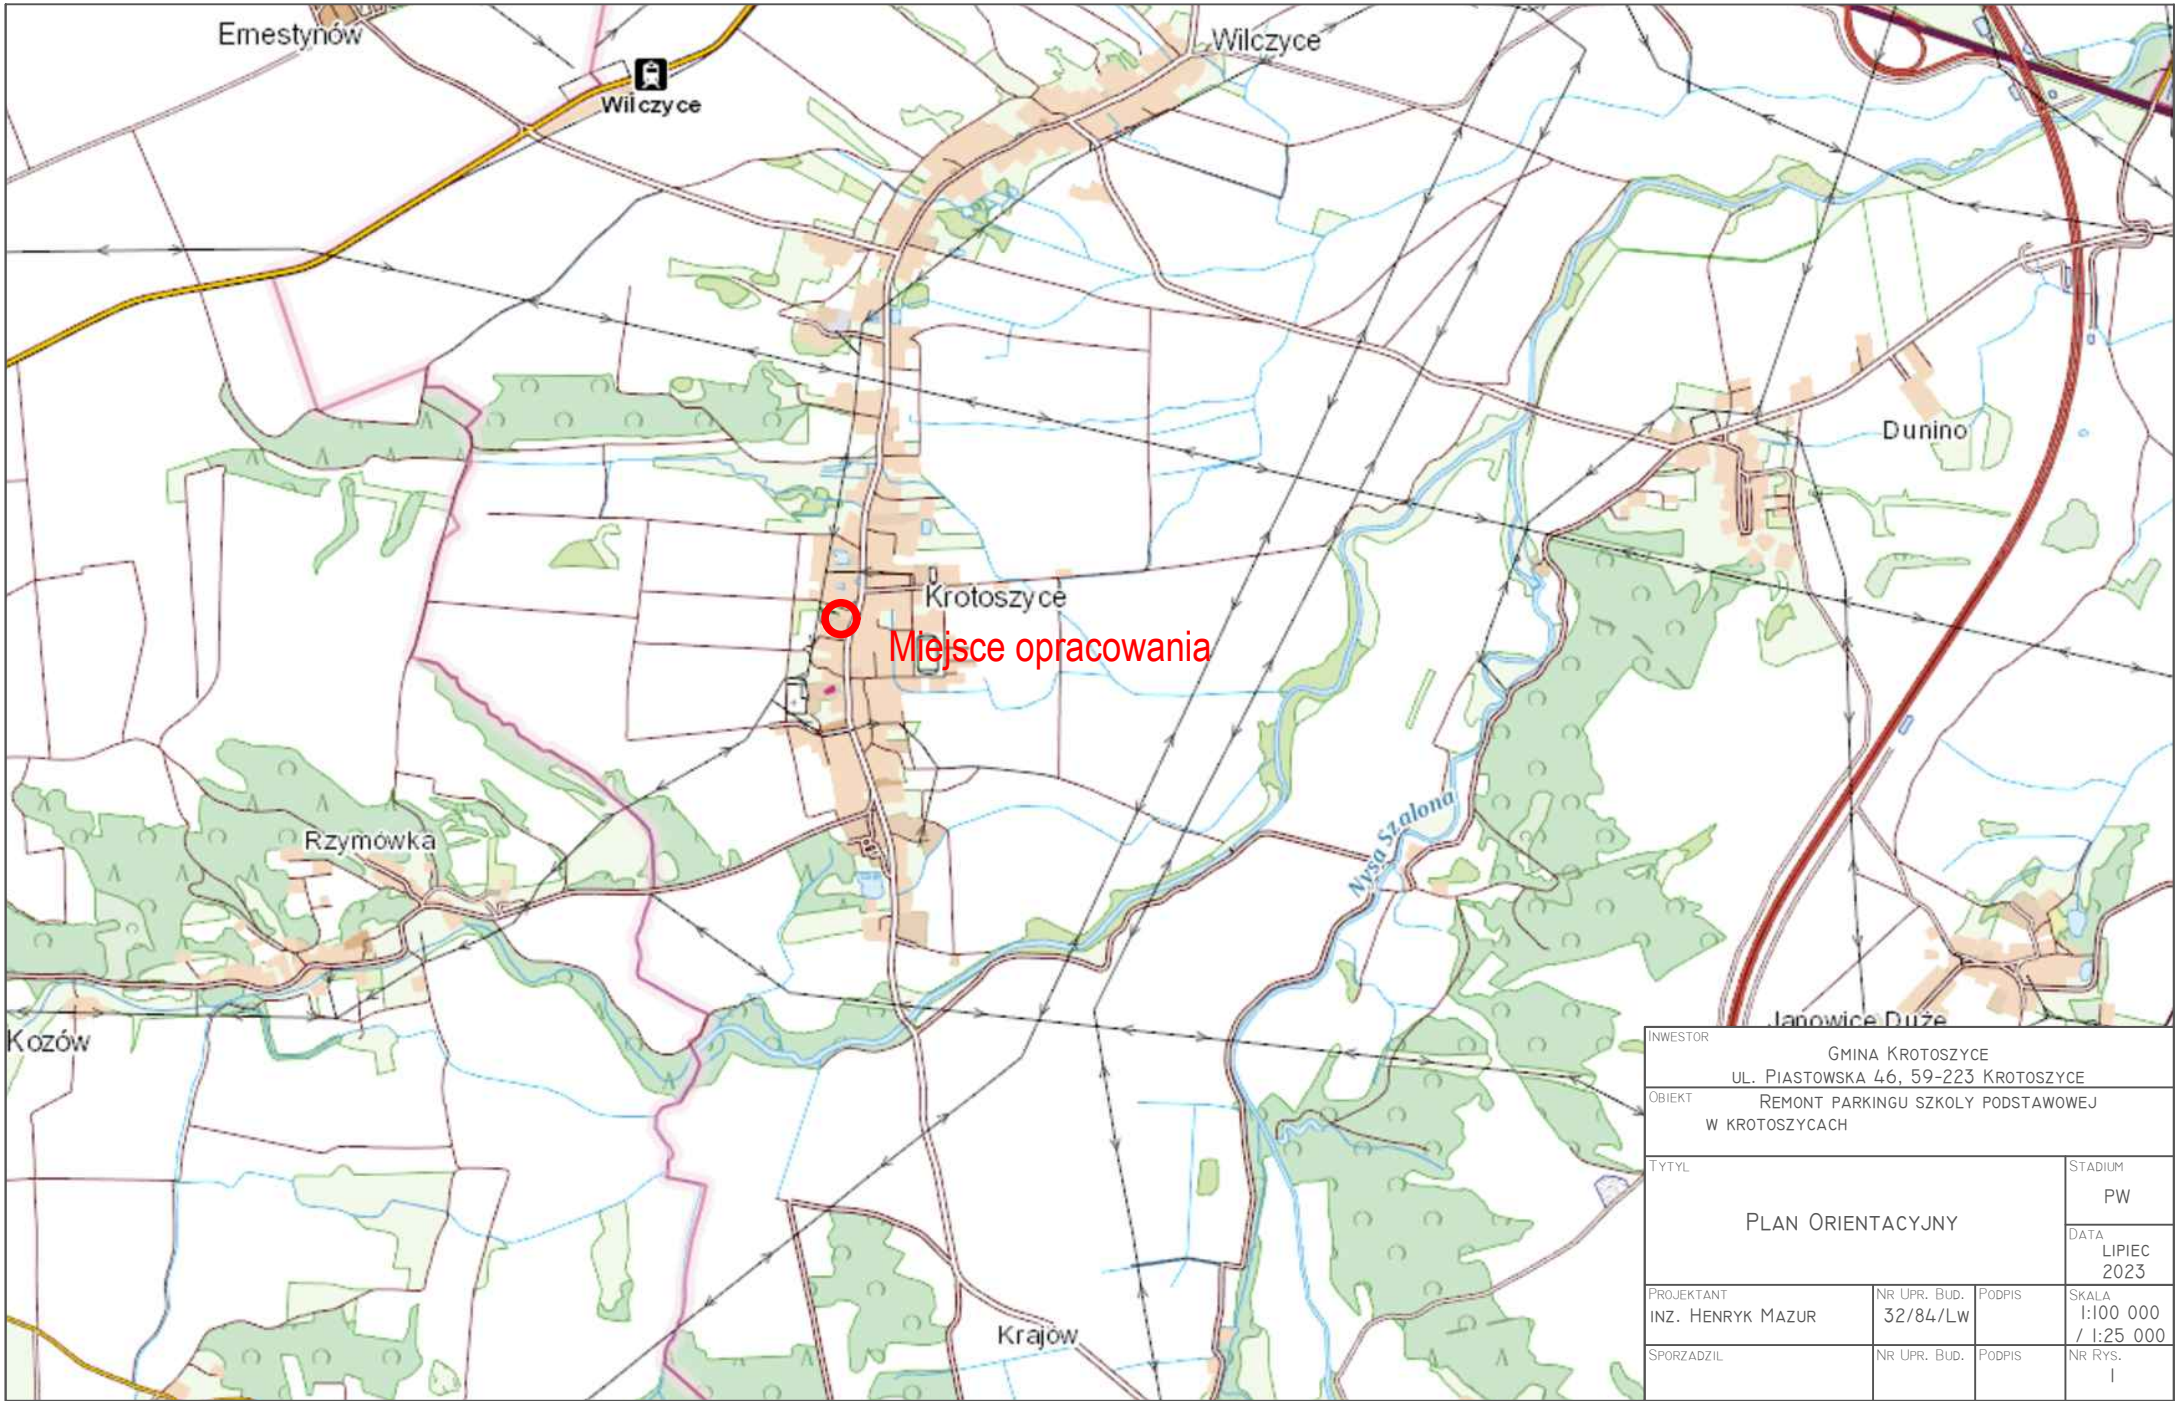 Ernestynów
Wilczyce
Wilczyce
Dunino
Krotoszyce
Miejsce opracowania
Nysa Szalona
Rzymówka
Kozów
Janowice Duże
Krajów
INWESTOR
GMINA KROTOSZYCE
UL. PIASTOWSKA 46, 59-223 KROTOSZYCE
OBIEKT
REMONT PARKINGU SZKOLY PODSTAWOWEJ
W KROTOSZYCACH
TYTYL
PLAN ORIENTACYJNY
STADIUM
PW
DATA
LIPIEC
2023
PROJEKTANT
INZ. HENRYK MAZUR
NR UPR. BUD.
32/84/LW
PODPIS
SKALA
1:100 000
/ 1:25 000
SPORZADZIL
NR UPR. BUD.
PODPIS
NR RYS.
1